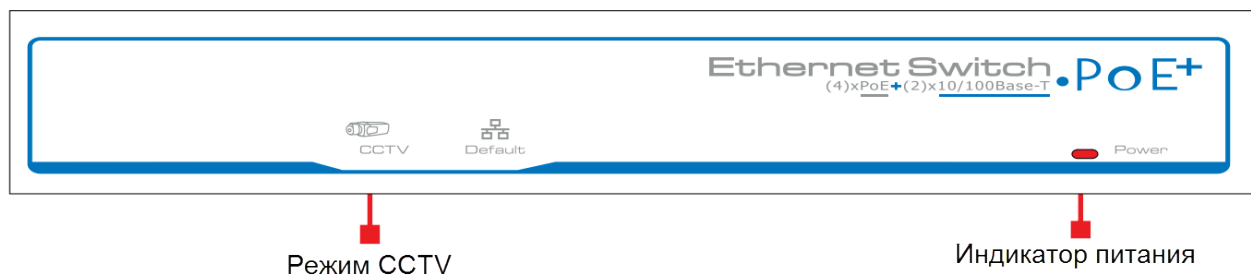 Ethernet Switch
(4)xPoE+(2)x10/100Base-T
•PoE+
CCTV
Default
Power
Режим CCTV
Индикатор питания